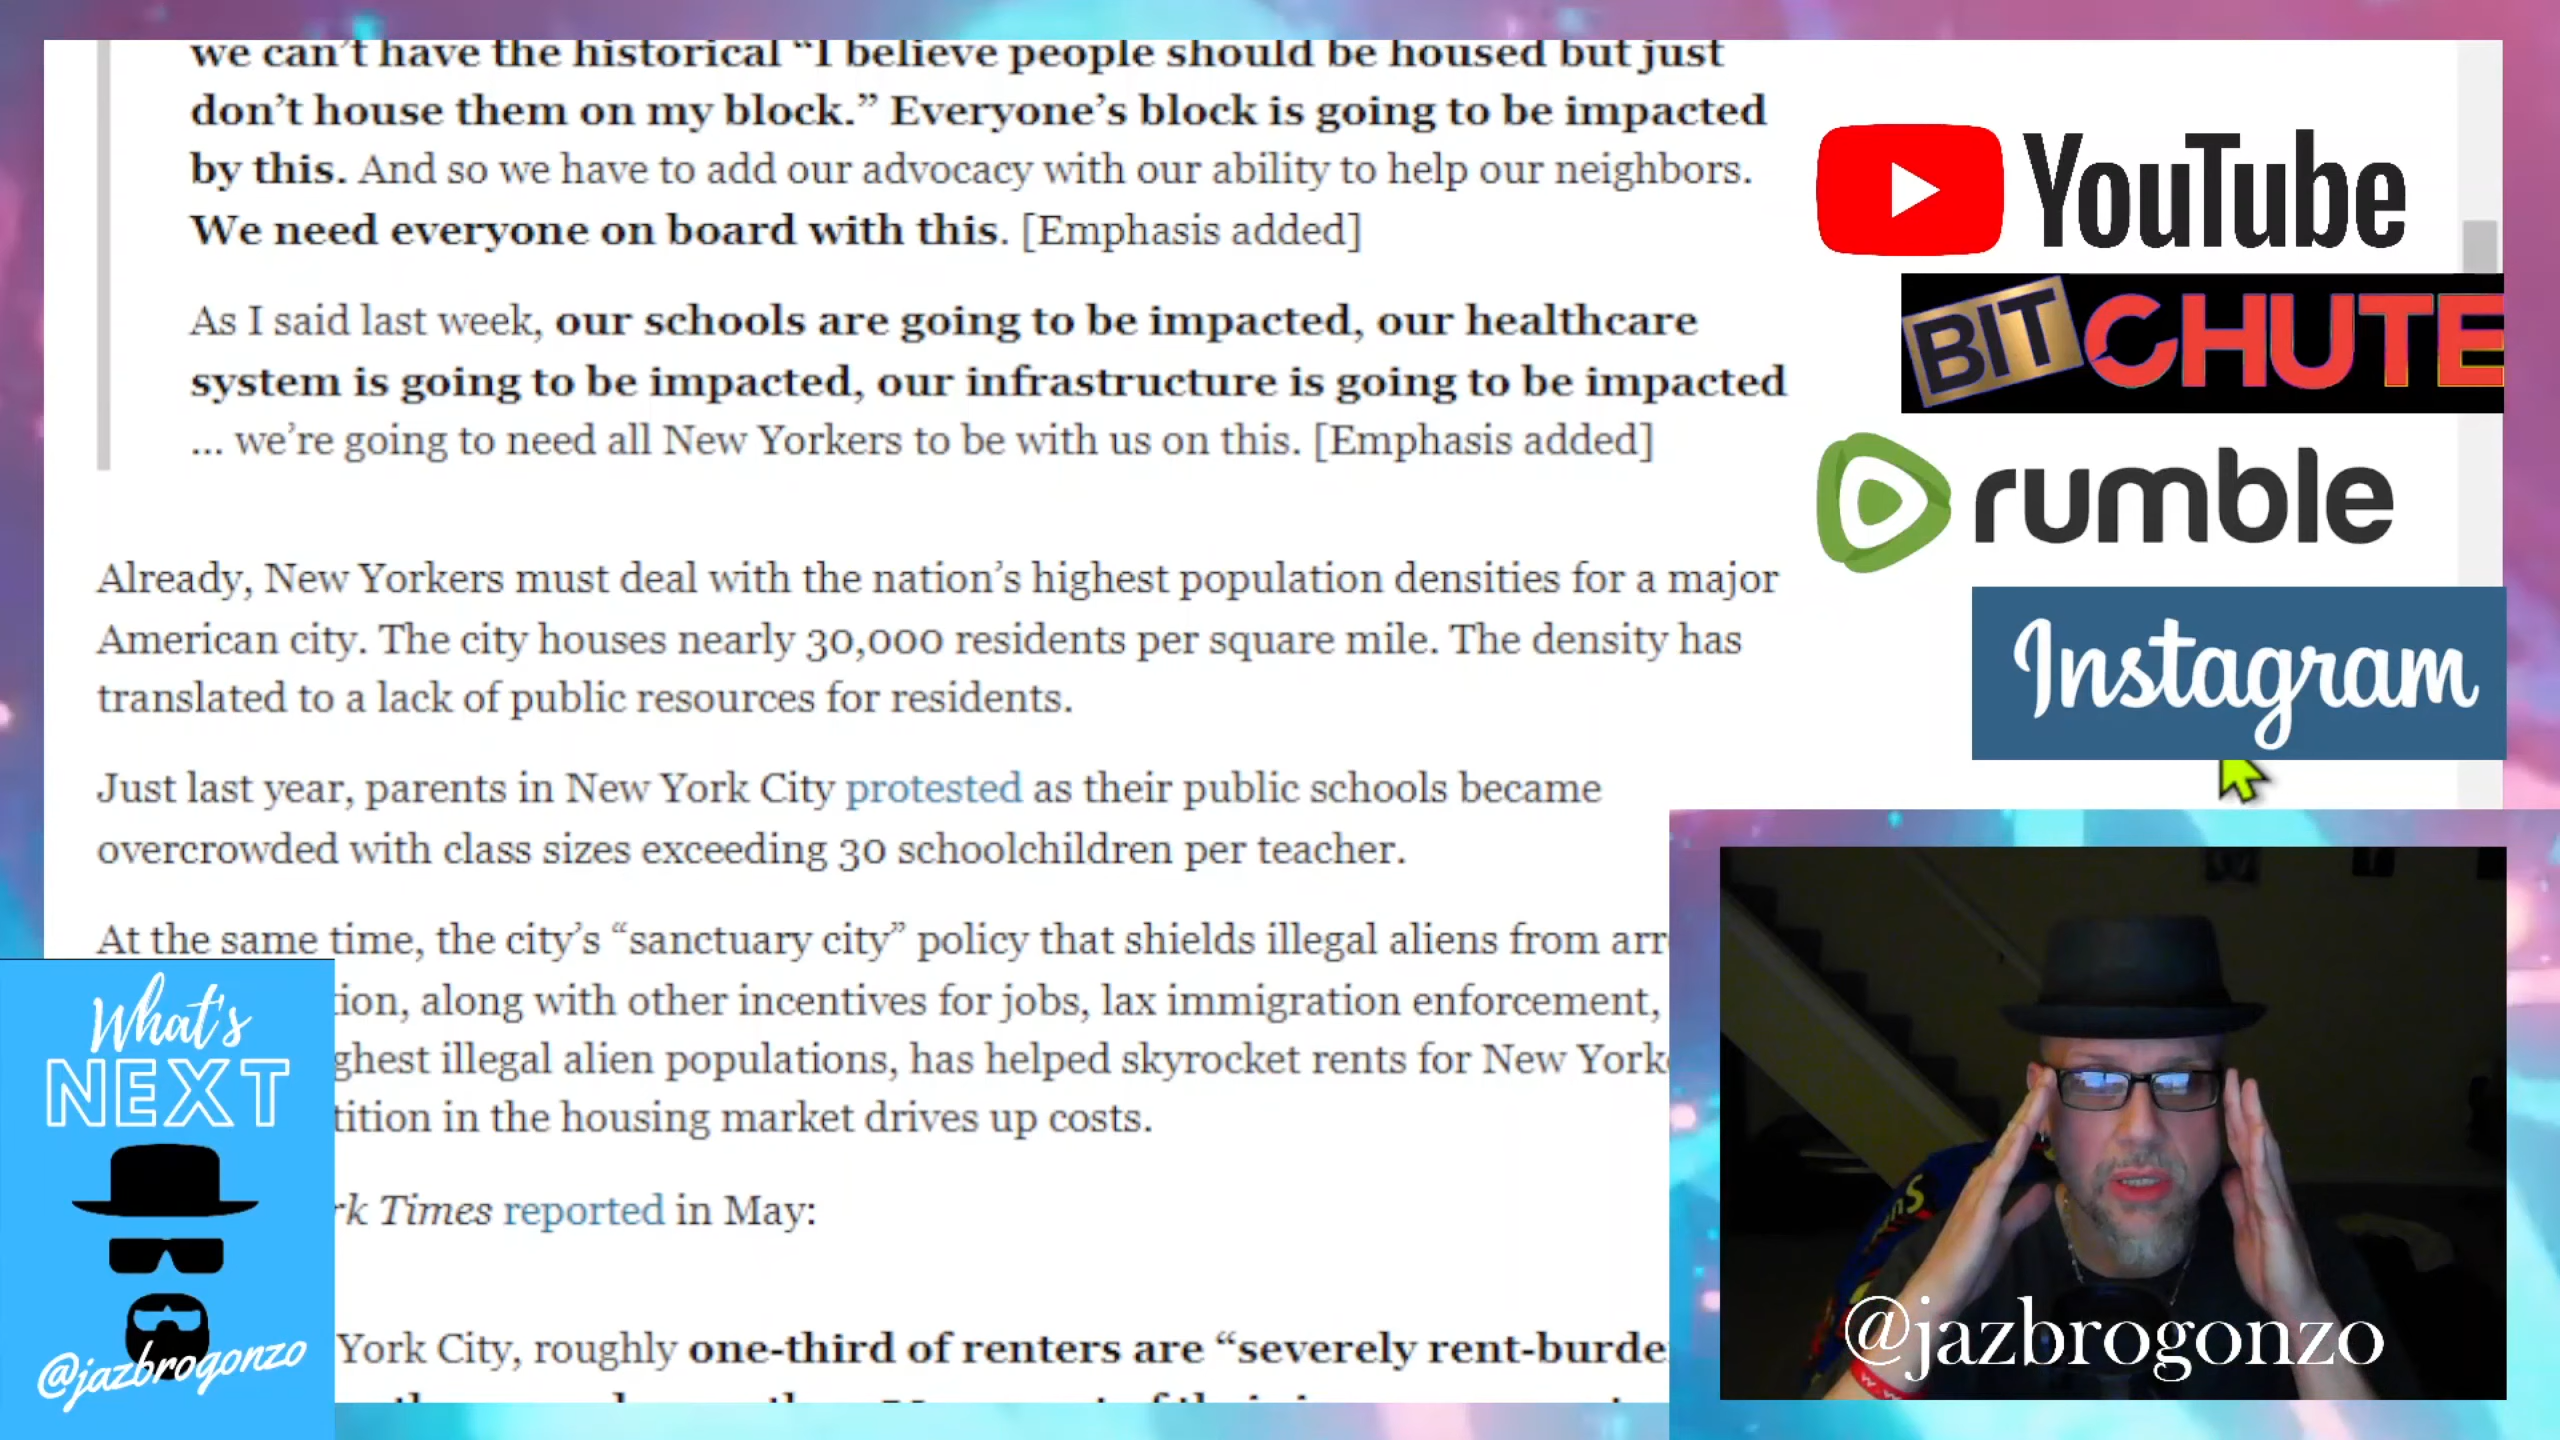 we can’t have the historical “I believe people should be housed but just
don’t house them on my block.” Everyone’s block is going to be impacted
by this. And so we have to add our advocacy with our ability to help our neighbors.
We need everyone on board with this. [Emphasis added]
As I said last week, our schools are going to be impacted, our healthcare
system is going to be impacted, our infrastructure is going to be impacted
… we’re going to need all New Yorkers to be with us on this. [Emphasis added]
Already, New Yorkers must deal with the nation’s highest population densities for a major
American city. The city houses nearly 30,000 residents per square mile. The density has
translated to a lack of public resources for residents.
Just last year, parents in New York City protested as their public schools became
overcrowded with class sizes exceeding 30 schoolchildren per teacher.
At the same time, the city’s “sanctuary city” policy that shields illegal aliens from arr
tion, along with other incentives for jobs, lax immigration enforcement,
ghest illegal alien populations, has helped skyrocket rents for New York
tition in the housing market drives up costs.
rk Times reported in May:
York City, roughly one-third of renters are “severely rent-burde
YouTube
BITCHUTE
rumble
Instagram
What's
NEXT
@jazbrogonzo
@jazbrogonzo